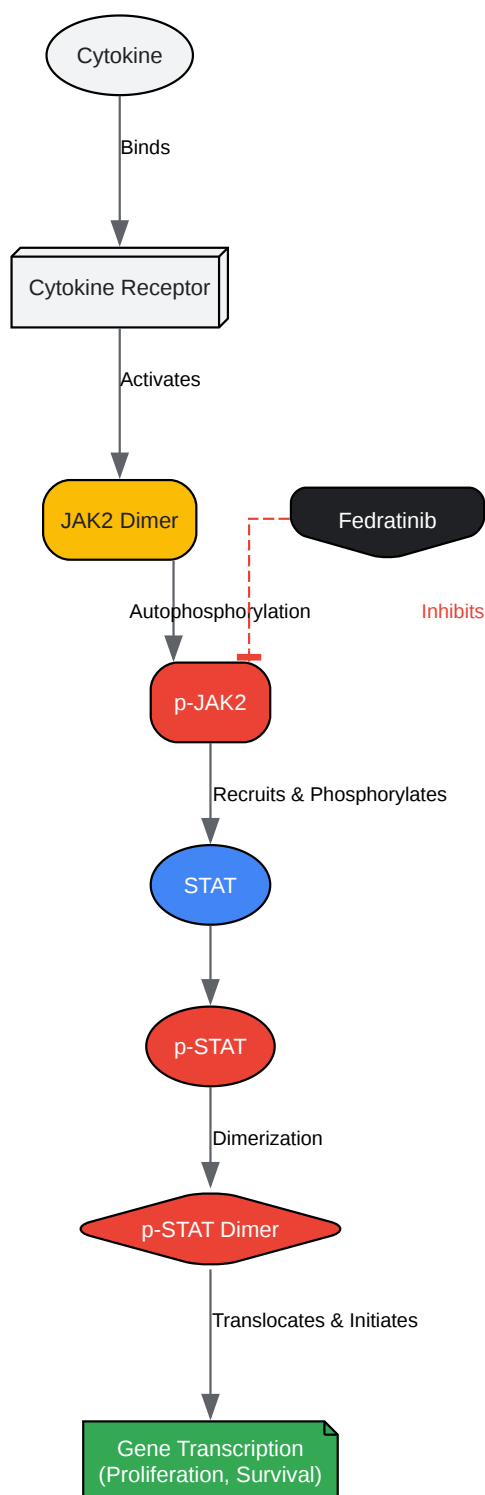 Cytokine
Binds
Cytokine Receptor
Activates
JAK2 Dimer
Fedratinib
Autophosphorylation
Inhibits
p-JAK2
Recruits & Phosphorylates
STAT
p-STAT
Dimerization
p-STAT Dimer
Translocates & Initiates
Gene Transcription
(Proliferation, Survival)